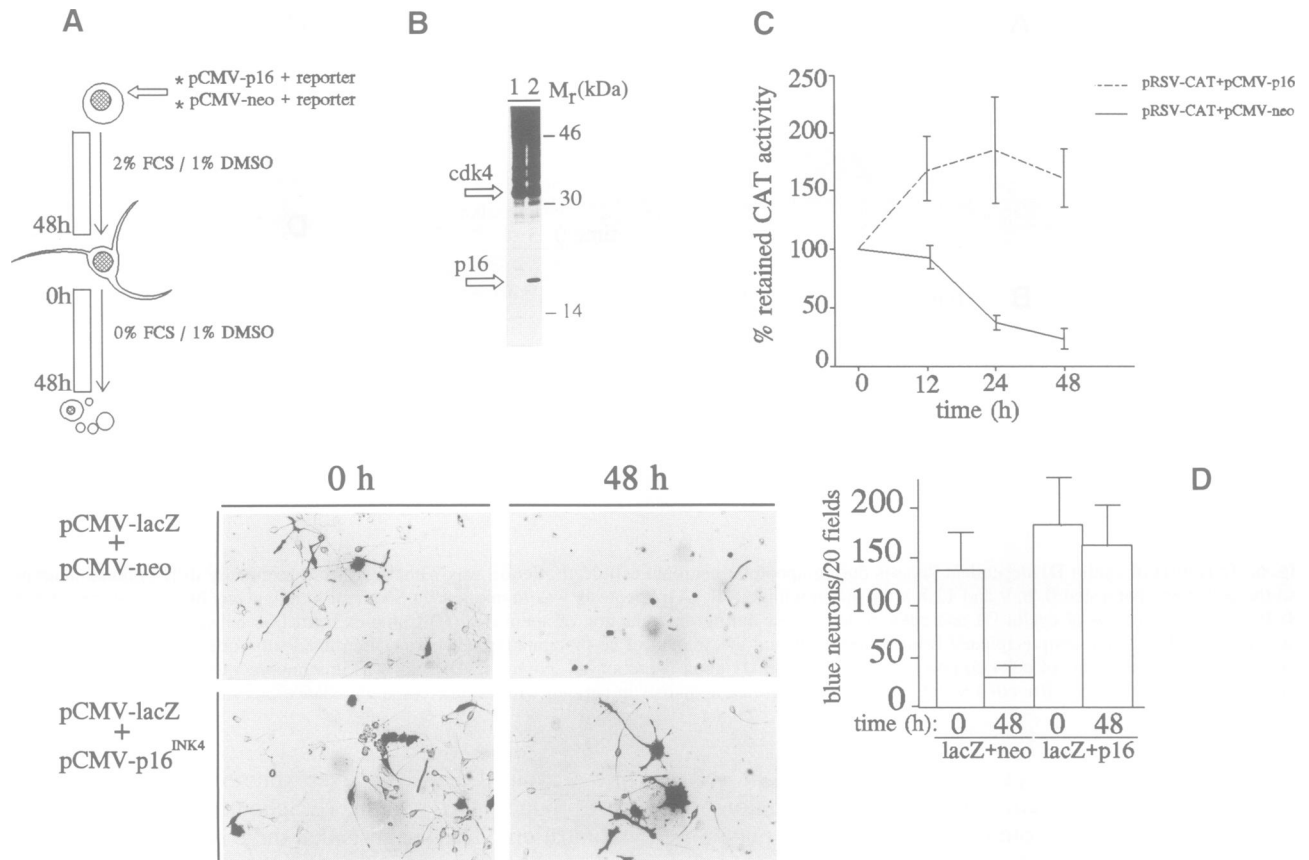 A
* pCMV-p16 + reporter
* pCMV-neo + reporter
2% FCS / 1% DMSO
48h
0h
0% FCS / 1% DMSO
48h
B
1 2 Mr(kDa)
46
cdk4
30
p16
14
C
pRSV-CAT+pCMV-p16
pRSV-CAT+pCMV-neo
% retained CAT activity
250
200
150
100
50
0
0 12 24 48
time (h)
0 h
48 h
pCMV-lacZ
+
pCMV-neo
pCMV-lacZ
+
pCMV-p16INK4
D
blue neurons/20 fields
200
150
100
50
0
time (h): 0 48 0 48
lacZ+neo lacZ+p16